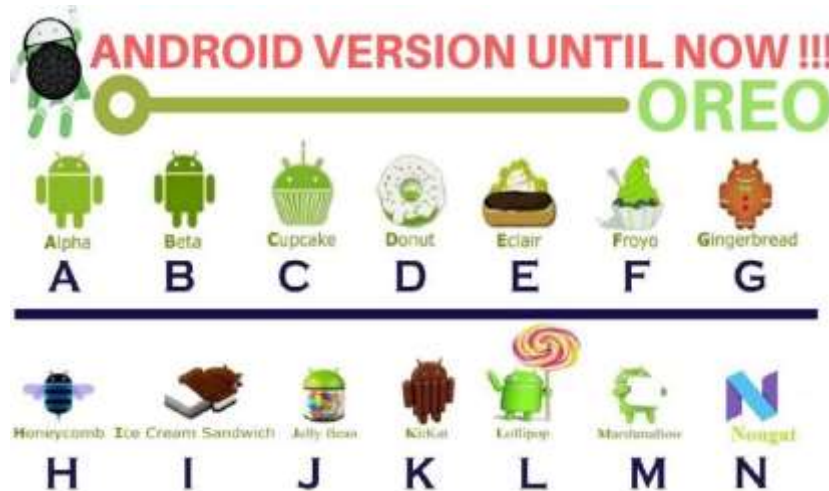 ANDROID VERSION UNTIL NOW !!!
OREO
Alpha Beta Cupcake Donut Eclair Froyo Gingerbread
A B C D E F G
Honeycomb Ice Cream Sandwich Jelly Bean KitKat Lollipop Marshmallow Nougat
H I J K L M N